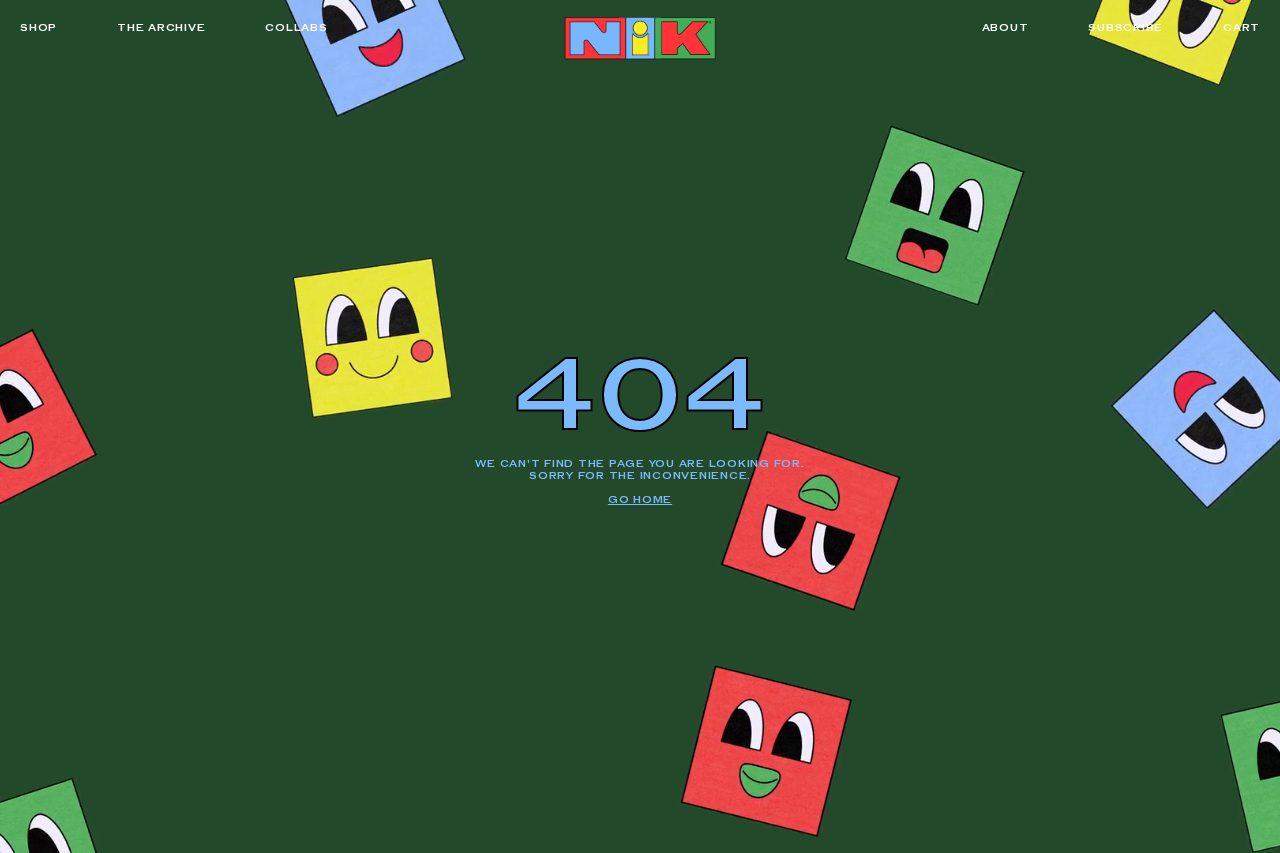 SHOP
THE ARCHIVE
COLLABS
NiK
ABOUT
SUBSCRIBE
CART
404
WE CAN'T FIND THE PAGE YOU ARE LOOKING FOR.
SORRY FOR THE INCONVENIENCE.
GO HOME